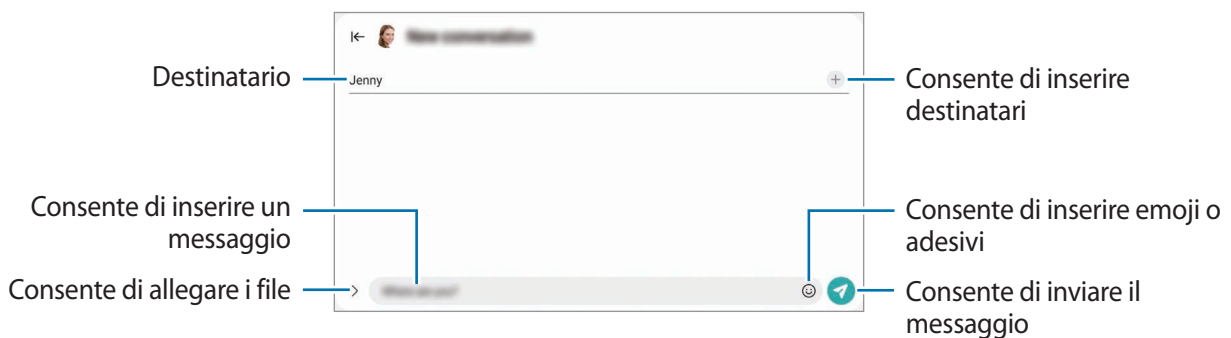 Destinatario
Jenny
Consente di inserire
destinatari
Consente di inserire un
messaggio
Consente di inserire emoji o
adesivi
Consente di allegare i file
Consente di inviare il
messaggio